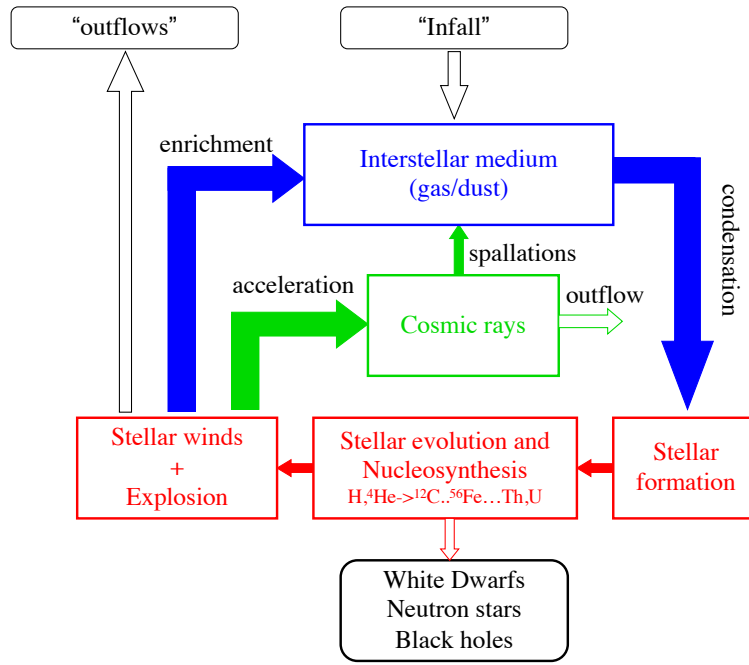 “outflows”
“Infall”
enrichment
Interstellar medium
(gas/dust)
condensation
spallations
acceleration
outflow
Cosmic rays
Stellar winds
+
Explosion
Stellar evolution and
Nucleosynthesis
H,⁴He->¹²C..⁵⁶Fe…Th,U
Stellar
formation
White Dwarfs
Neutron stars
Black holes